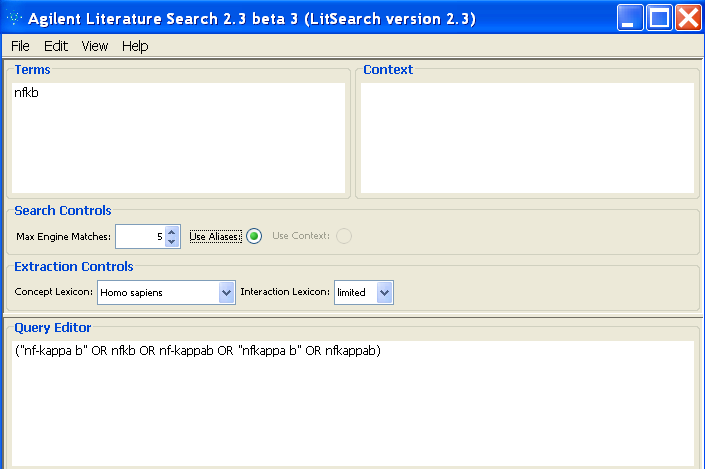 Agilent Literature Search 2.3 beta 3 (LitSearch version 2.3)
File Edit View Help
Terms
Context
nfkb
Search Controls
Max Engine Matches: 5 Use Aliases: Use Context:
Extraction Controls
Concept Lexicon: Homo sapiens Interaction Lexicon: limited
Query Editor
("nf-kappa b" OR nfkb OR nf-kappab OR "nfkappa b" OR nfkappab)